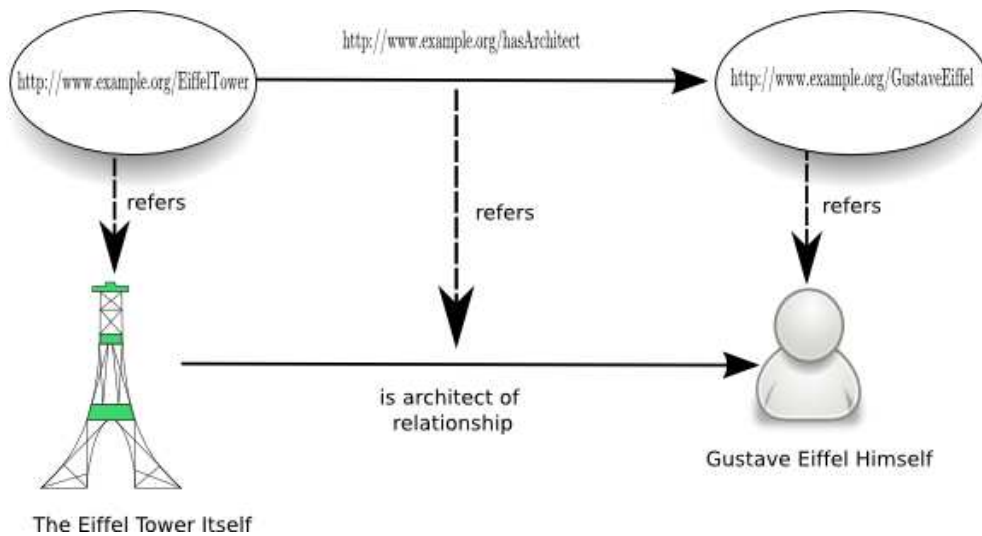 http://www.example.org/hasArchitect
http://www.example.org/EiffelTower
http://www.example.org/GustaveEiffel
refers
refers
refers
is architect of
relationship
Gustave Eiffel Himself
The Eiffel Tower Itself